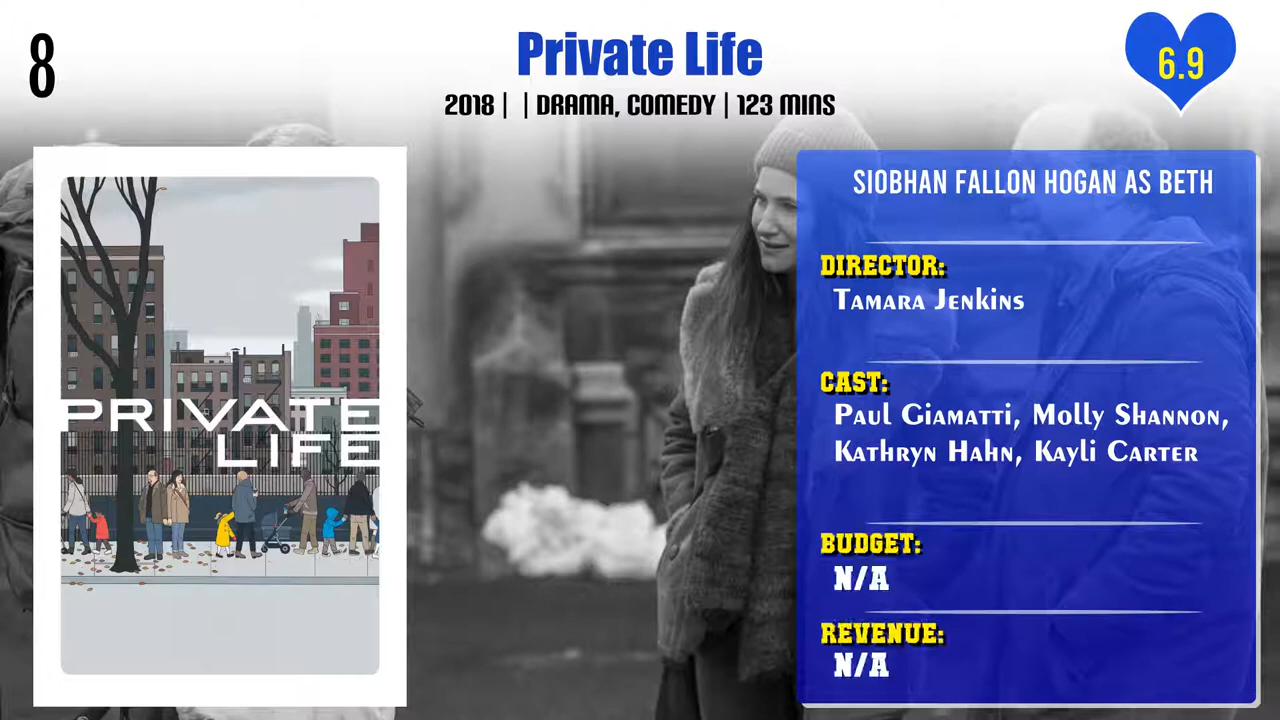 8
Private Life
6.9
2018 | | DRAMA, COMEDY | 123 MINS
PRIVATE
LIFE
SIOBHAN FALLON HOGAN AS BETH
DIRECTOR:
Tamara Jenkins
CAST:
Paul Giamatti, Molly Shannon,
Kathryn Hahn, Kayli Carter
BUDGET:
N/A
REVENUE:
N/A